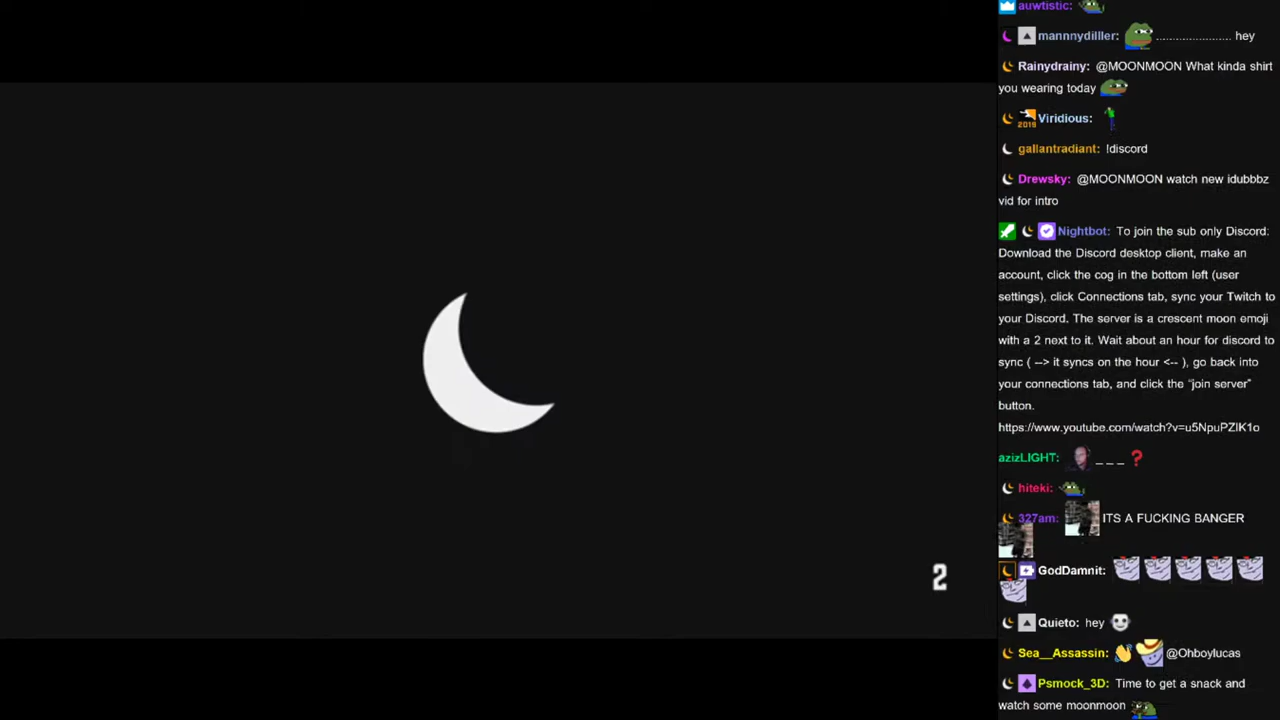 auwtistic:
mannnydilller: ........................ hey
Rainydrainy: @MOONMOON What kinda shirt
you wearing today
2019 Viridious:
gallantradiant: !discord
Drewsky: @MOONMOON watch new idubbbz
vid for intro
Nightbot: To join the sub only Discord:
Download the Discord desktop client, make an
account, click the cog in the bottom left (user
settings), click Connections tab, sync your Twitch to
your Discord. The server is a crescent moon emoji
with a 2 next to it. Wait about an hour for discord to
sync ( --> it syncs on the hour <-- ), go back into
your connections tab, and click the “join server”
button.
https://www.youtube.com/watch?v=u5NpuPZIK1o
azizLIGHT: _ _ _ ❓
hiteki:
327am: ITS A FUCKING BANGER
GodDamnit:
2
Quieto: hey
Sea__Assassin: 👋 @Ohboylucas
Psmock_3D: Time to get a snack and
watch some moonmoon